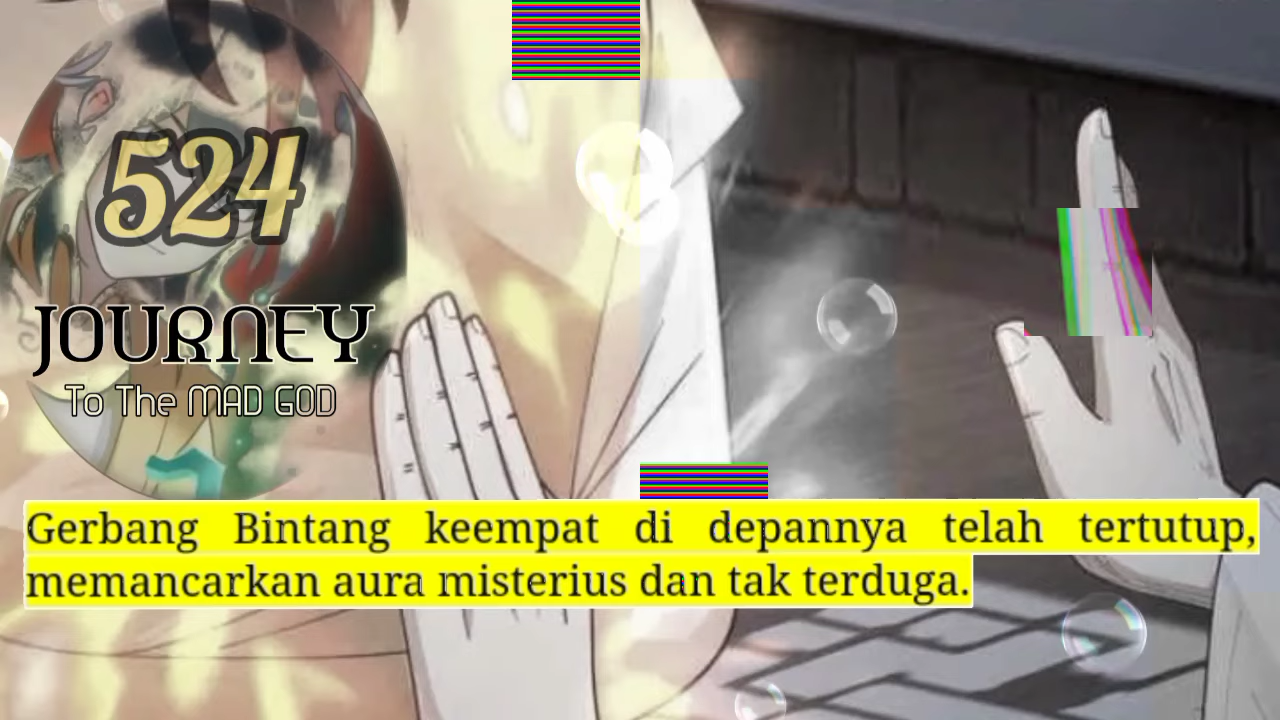 524
JOURNEY
To The MAD GOD
Gerbang Bintang keempat di depannya telah tertutup,
memancarkan aura misterius dan tak terduga.